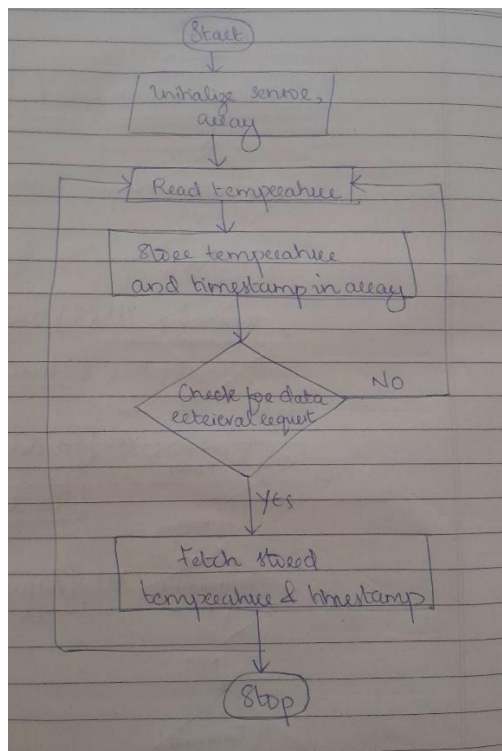 Start
Initialize sensor,
array
Read temperature
Store temperature
and timestamp in array
Check for data
retrieval request
NO
YES
Fetch stored
temperature & timestamp
Stop